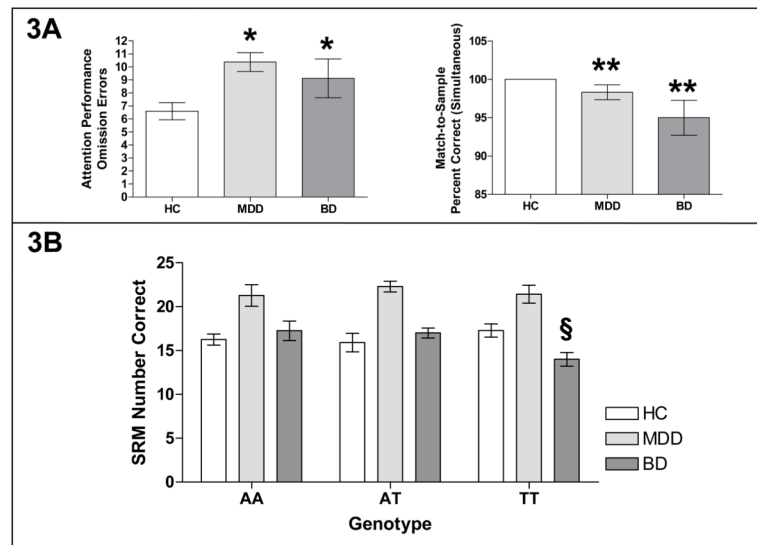 3A
Attention Performance
Omission Errors
12
11
10
9
8
7
6
5
4
3
2
1
0
*
*
HC
MDD
BD
Match-to-Sample
Percent Correct (Simultaneous)
105
100
95
90
85
**
**
HC
MDD
BD
3B
SRM Number Correct
25
20
15
10
5
0
§
AA
AT
TT
Genotype
HC
MDD
BD